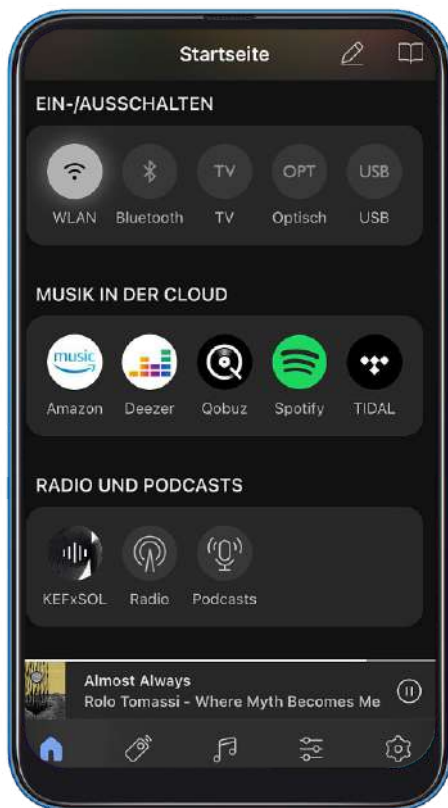 Startseite
EIN-/AUSSCHALTEN
TV OPT USB
WLAN Bluetooth TV Optisch USB
MUSIK IN DER CLOUD
music
Amazon Deezer Qobuz Spotify TIDAL
RADIO UND PODCASTS
KEFxSOL Radio Podcasts
Almost Always
Rolo Tomassi - Where Myth Becomes Me